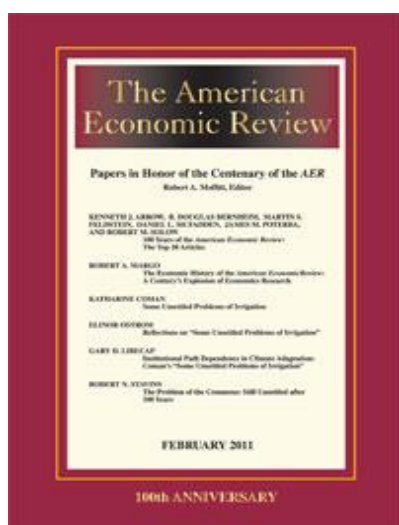 The American
Economic Review
Papers in Honor of the Centenary of the AER
Robert A. Moffitt, Editor
KENNETH J. ARROW, B. DOUGLAS BERNHEIM, MARTIN S.
FELDSTEIN, DANIEL L. MCFADDEN, JAMES M. POTERBA,
AND ROBERT M. SOLOW
100 Years of the American Economic Review:
The Top 20 Articles
ROBERT A. MARGO
The Economic History of the American Economic Review:
A Century's Explosion of Economics Research
KATHARINE COMAN
Some Unsettled Problems of Irrigation
ELINOR OSTROM
Reflections on "Some Unsettled Problems of Irrigation"
GARY D. LIBECAP
Institutional Path Dependence in Climate Adaptation:
Coman's "Some Unsettled Problems of Irrigation"
ROBERT N. STAVINS
The Problem of the Commons: Still Unsettled after
100 Years
FEBRUARY 2011
100th ANNIVERSARY